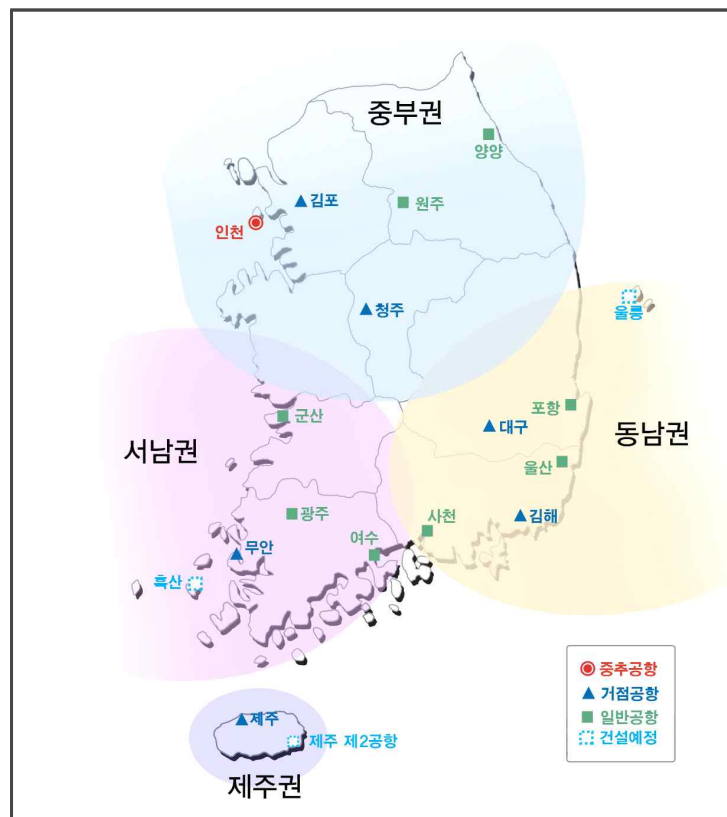 중부권
양양
김포
원주
인천
울릉
청주
군산
포항
대구
서남권
동남권
울산
광주
사천
김해
여수
무안
흑산
중추공항
거점공항
제주
일반공항
제주 제2공항
건설예정
제주권